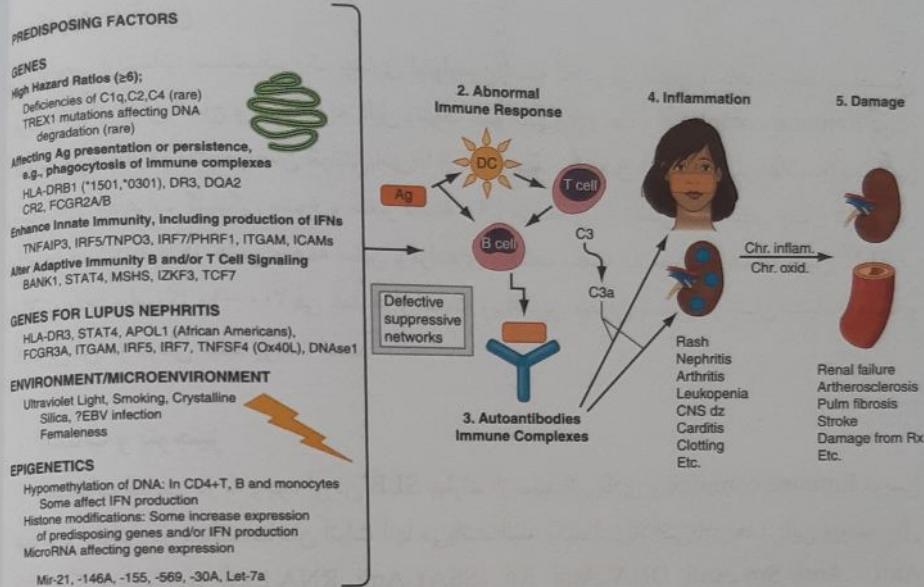 PREDISPOSING FACTORS
GENES
High Hazard Ratios (≥6);
Deficiencies of C1q,C2,C4 (rare)
TREX1 mutations affecting DNA
degradation (rare)
Affecting Ag presentation or persistence,
e.g., phagocytosis of immune complexes
HLA-DRB1 (*1501,*0301), DR3, DQA2
CR2, FCGR2A/B
Enhance Innate Immunity, including production of IFNs
TNFAIP3, IRF5/TNPO3, IRF7/PHRF1, ITGAM, ICAMs
Alter Adaptive Immunity B and/or T Cell Signaling
BANK1, STAT4, MSHS, IZKF3, TCF7
GENES FOR LUPUS NEPHRITIS
HLA-DR3, STAT4, APOL1 (African Americans),
FCGR3A, ITGAM, IRF5, IRF7, TNFSF4 (Ox40L), DNAse1
ENVIRONMENT/MICROENVIRONMENT
Ultraviolet Light, Smoking, Crystalline
Silica, ?EBV infection
Femaleness
EPIGENETICS
Hypomethylation of DNA: In CD4+T, B and monocytes
Some affect IFN production
Histone modifications: Some increase expression
of predisposing genes and/or IFN production
MicroRNA affecting gene expression
Mir-21, -146A, -155, -569, -30A, Let-7a
2. Abnormal
Immune Response
DC
Ag
T cell
B cell
C3
C3a
Defective
suppressive
networks
3. Autoantibodies
Immune Complexes
4. Inflammation
Rash
Nephritis
Arthritis
Leukopenia
CNS dz
Carditis
Clotting
Etc.
Chr. inflam.
Chr. oxid.
5. Damage
Renal failure
Artherosclerosis
Pulm fibrosis
Stroke
Damage from Rx
Etc.